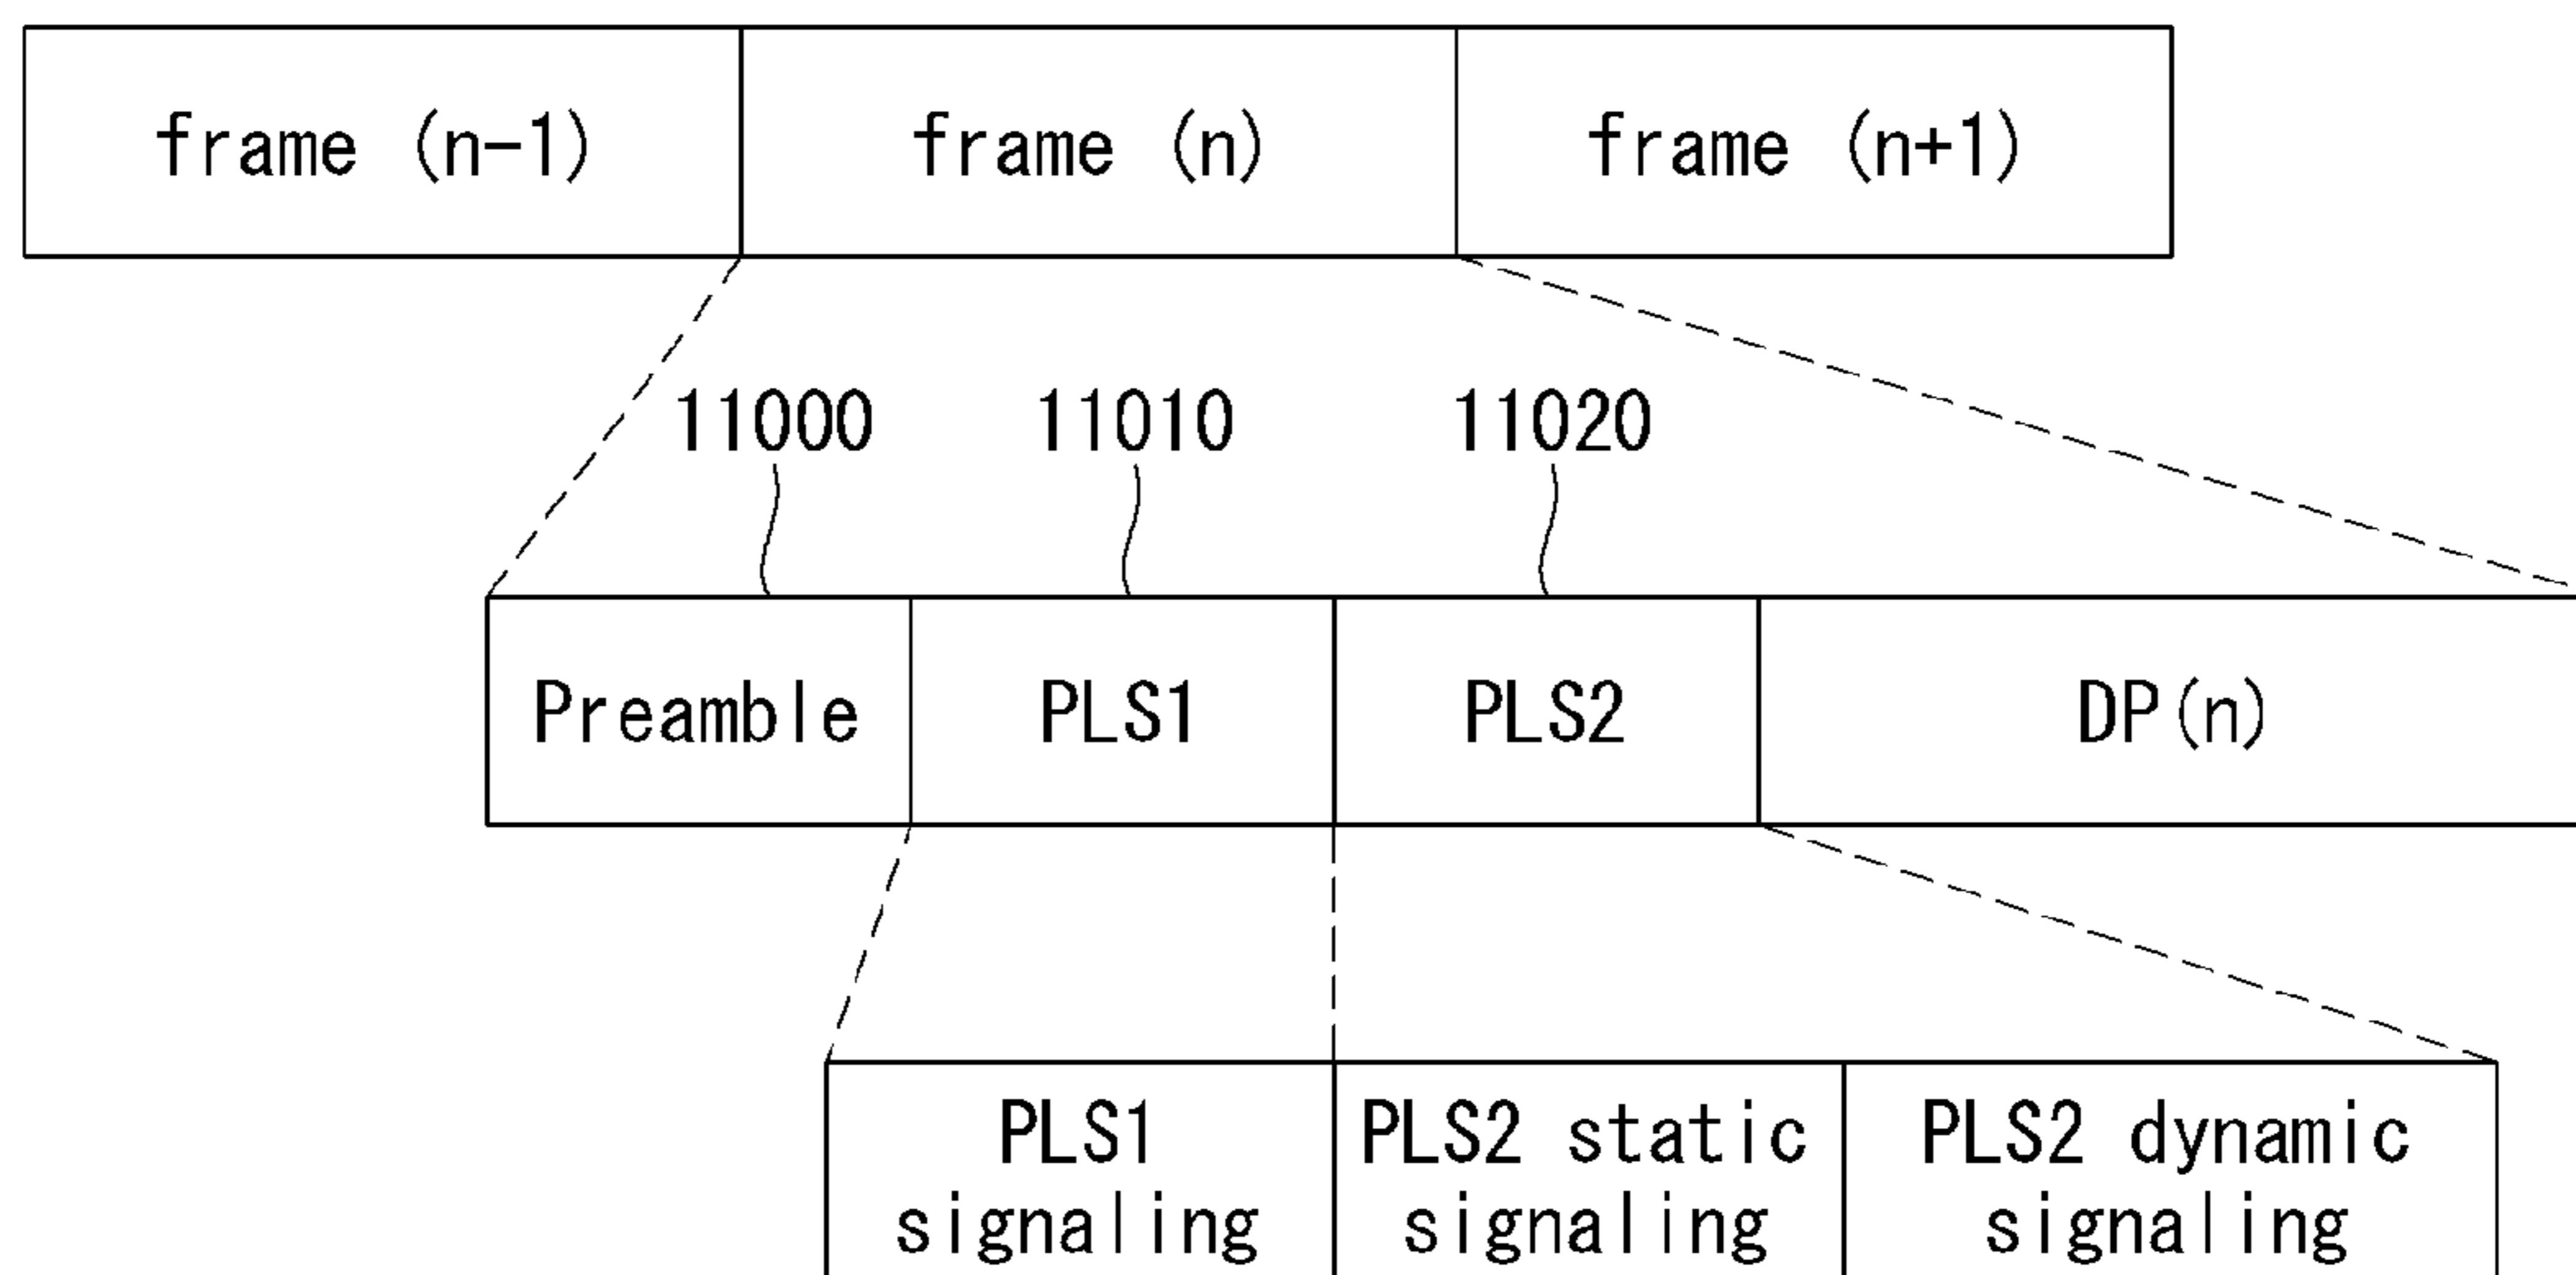 frame (n-1) frame (n) frame (n+1)
11000 11010 11020
Preamble PLS1 PLS2 DP(n)
PLS1 signaling
PLS2 static signaling
PLS2 dynamic signaling